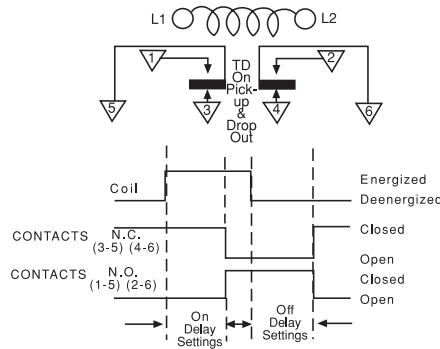 L1 L2
1 2
TD
On
Pick-
up
&
Drop
Out
5 3 4 6
Coil
Energized
Deenergized
CONTACTS N.C.
(3-5) (4-6)
Closed
Open
CONTACTS N.O.
(1-5) (2-6)
Closed
Open
On
Delay
Settings
Off
Delay
Settings